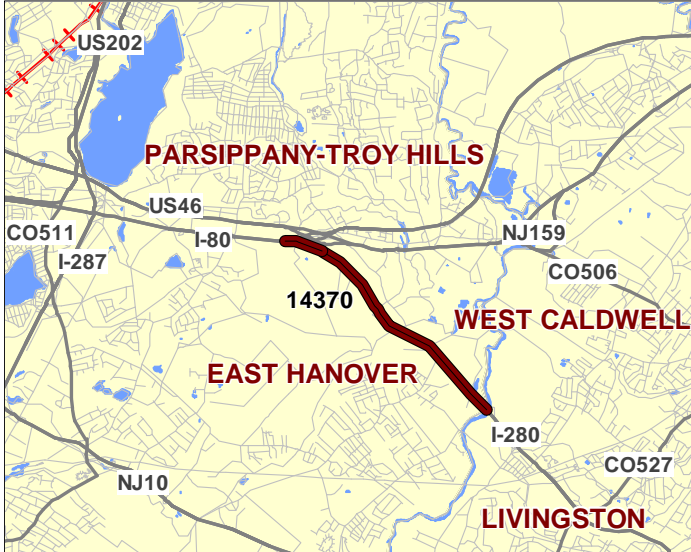 US202
PARSIPPANY-TROY HILLS
US46
CO511
I-80
NJ159
I-287
CO506
14370
WEST CALDWELL
EAST HANOVER
I-280
CO527
NJ10
LIVINGSTON